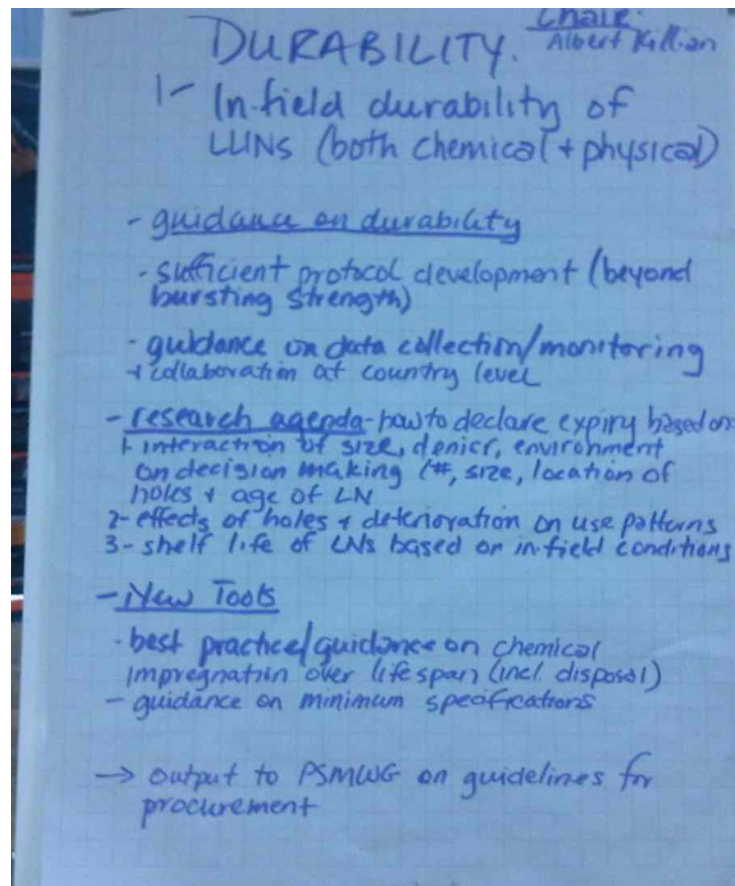 Chair:
DURABILITY. Albert Killian
1- In-field durability of
LLINs (both chemical + physical)
- guidance on durability
- sufficient protocol development (beyond
bursting strength)
- guidance on data collection/monitoring
+ collaboration at country level
- research agenda - how to declare expiry based on:
1 interaction of size, denier, environment
on decision making (#, size, location of
holes + age of LN
2- effects of holes + deterioration on use patterns
3- shelf life of LNs based on in field conditions
- New Tools
- best practice/guidance on chemical
impregnation over lifespan (incl. disposal)
- guidance on minimum specifications
→ output to PSMWG on guidelines for
procurement